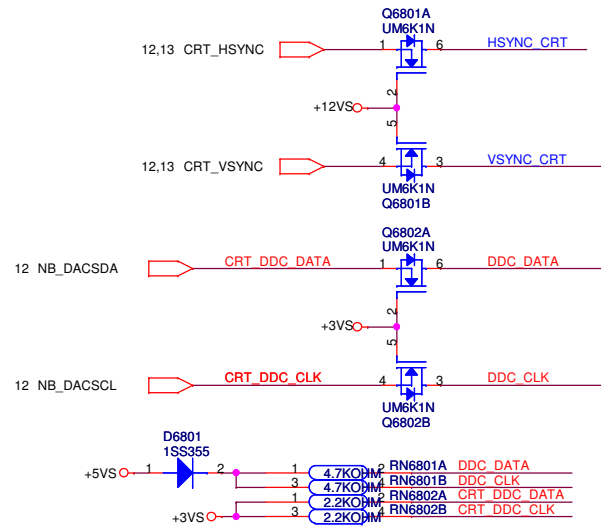 Q6801A
UM6K1N
12,13 CRT_HSYNC 1 6 HSYNC_CRT
2
+12VS
5
12,13 CRT_VSYNC 4 3 VSYNC_CRT
UM6K1N
Q6801B
Q6802A
UM6K1N
12 NB_DACSDA CRT_DDC_DATA 1 6 DDC_DATA
2
+3VS
5
12 NB_DACSCL CRT_DDC_CLK 4 3 DDC_CLK
UM6K1N
Q6802B
D6801
1SS355
+5VS 1 2 1 4.7KOHM 2 RN6801A DDC_DATA
3 4.7KOHM 4 RN6801B DDC_CLK
1 2.2KOHM 2 RN6802A CRT_DDC_DATA
+3VS 3 2.2KOHM 4 RN6802B CRT_DDC_CLK